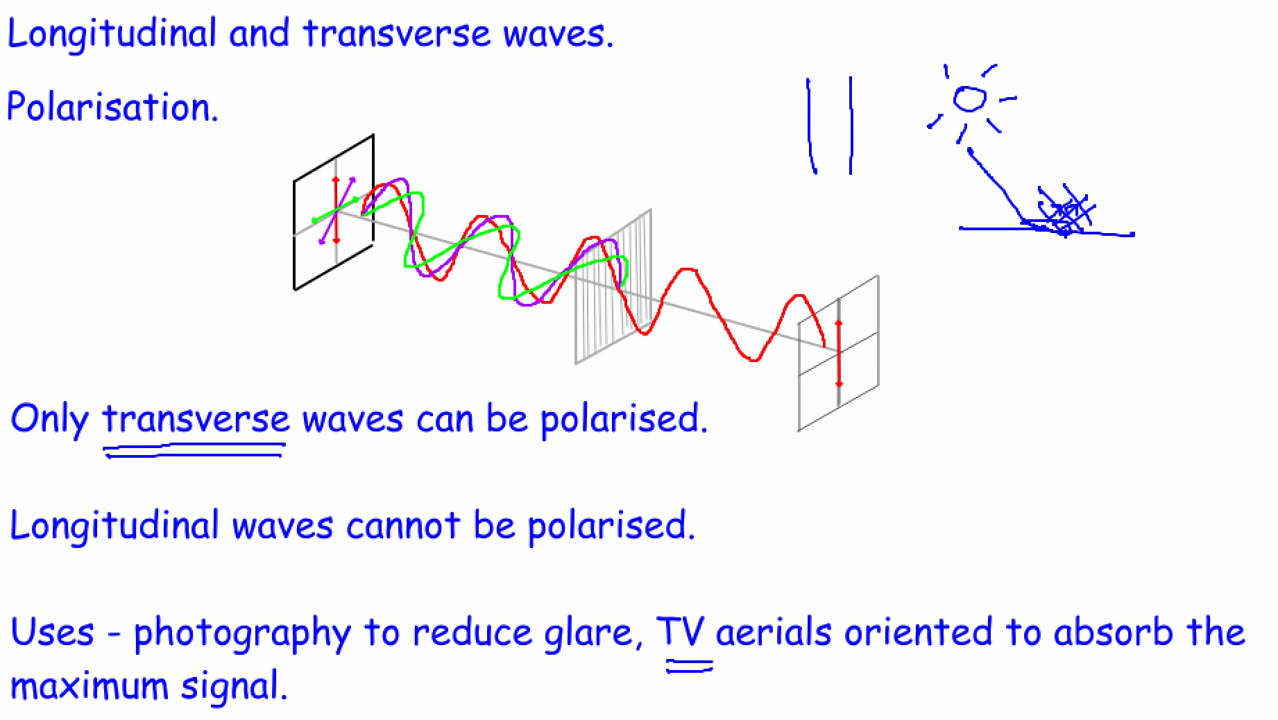 Longitudinal and transverse waves.
Polarisation.
Only transverse waves can be polarised.
Longitudinal waves cannot be polarised.
Uses - photography to reduce glare, TV aerials oriented to absorb the
maximum signal.